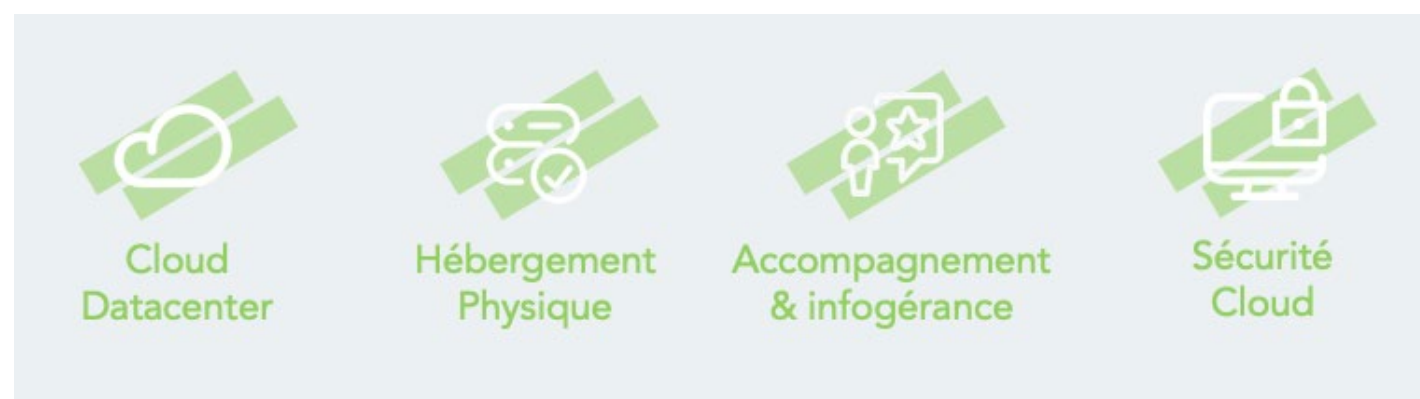 Cloud
Datacenter
Hébergement
Physique
Accompagnement
& infogérance
Sécurité
Cloud